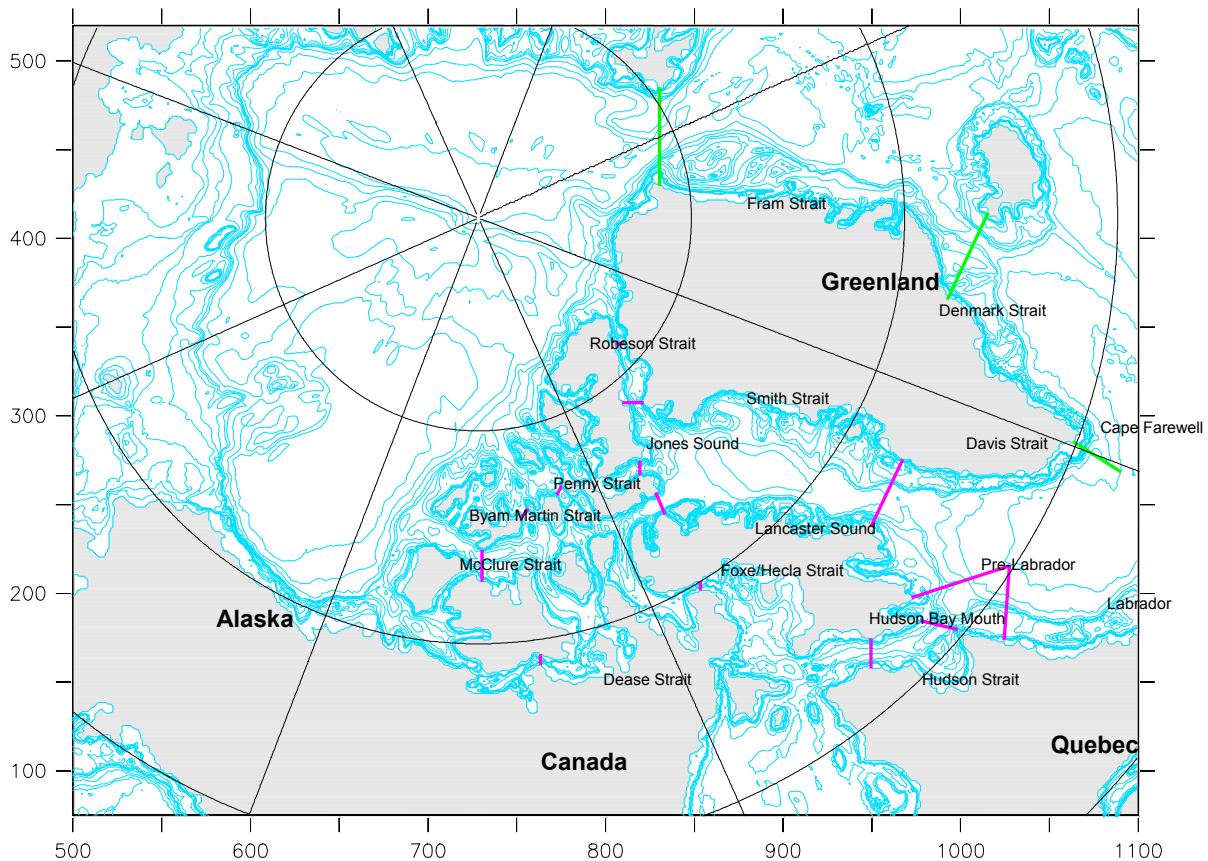 500
400
300
200
100
Fram Strait
Greenland
Denmark Strait
Robeson Strait
Smith Strait
Cape Farewell
Jones Sound
Davis Strait
Penny Strait
Byam Martin Strait
Lancaster Sound
McClure Strait
Foxe/Hecla Strait
Pre-Labrador
Labrador
Alaska
Hudson Bay Mouth
Dease Strait
Hudson Strait
Quebec
Canada
500 600 700 800 900 1000 1100